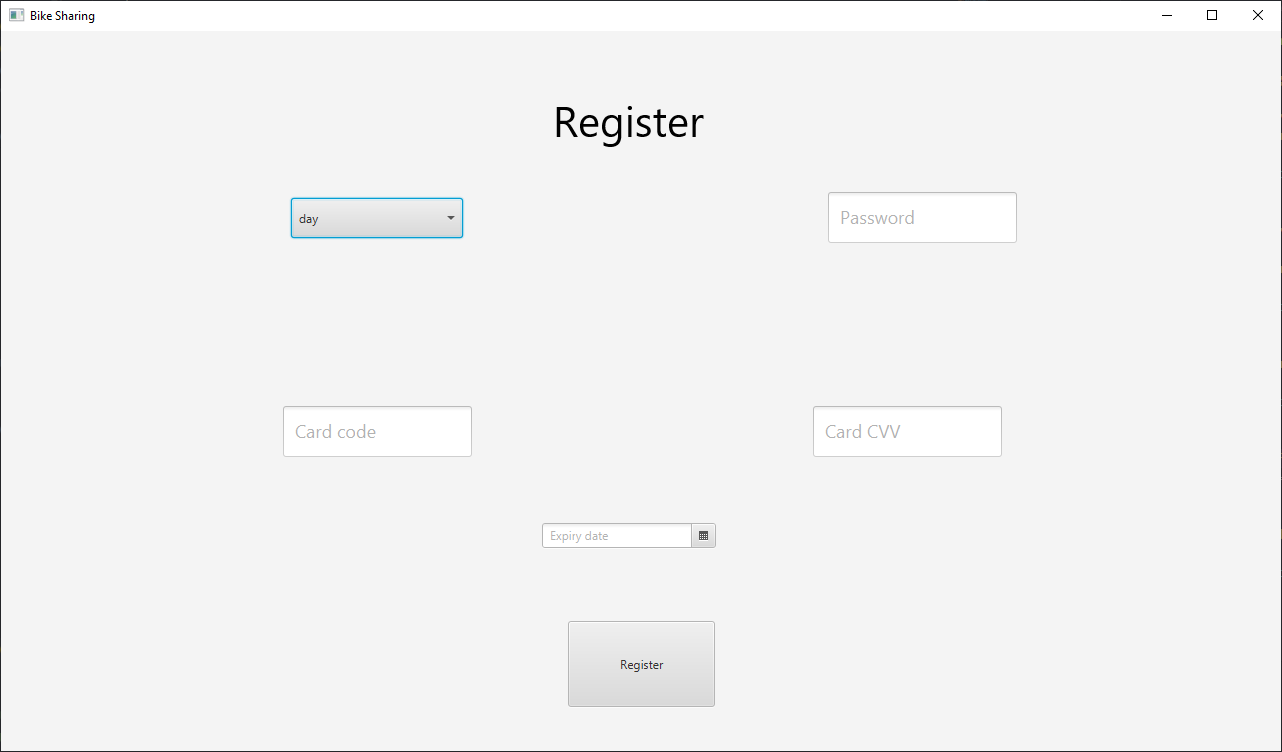 Bike Sharing
Register
day
Password
Card code
Card CVV
Expiry date
Register